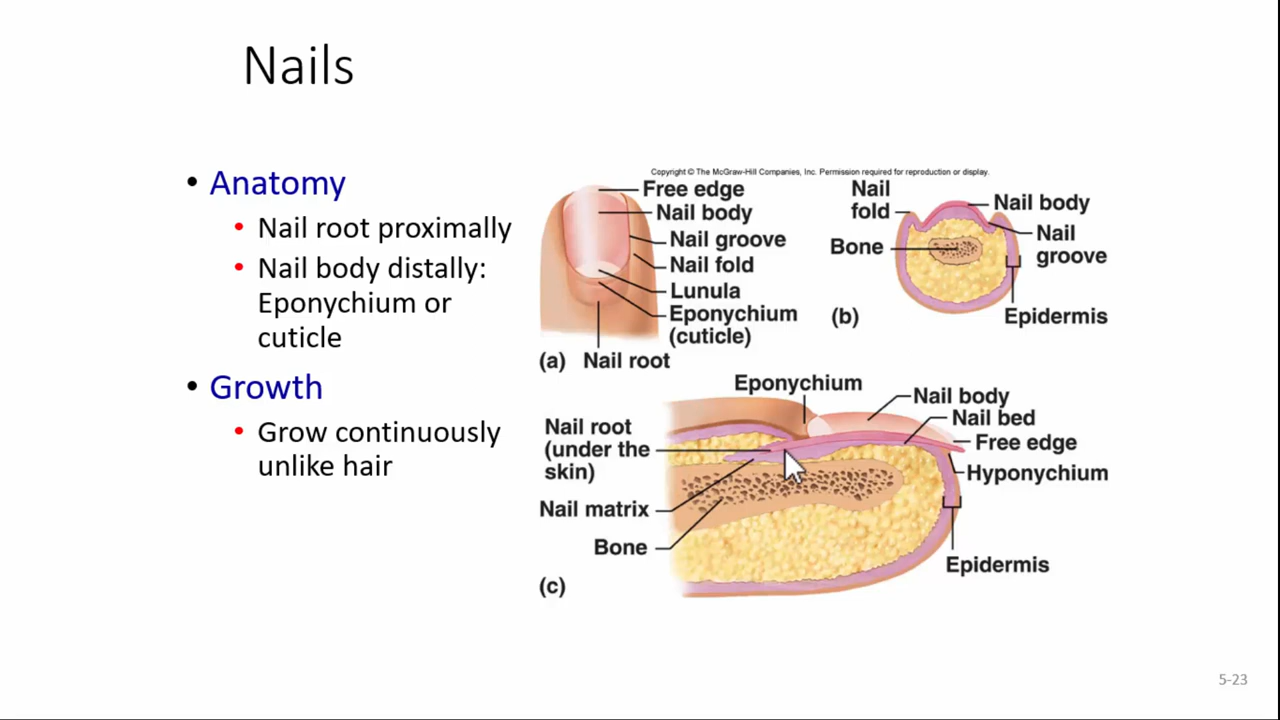 Nails
• Anatomy
• Nail root proximally
• Nail body distally:
Eponychium or
cuticle
• Growth
• Grow continuously
unlike hair
Copyright © The McGraw-Hill Companies, Inc. Permission required for reproduction or display.
Free edge
Nail body
Nail groove
Nail fold
Lunula
Eponychium
(cuticle)
(a)
Nail root
Nail
fold
Bone
Nail body
Nail
groove
Epidermis
(b)
Eponychium
Nail root
(under the
skin)
Nail matrix
Bone
Nail body
Nail bed
Free edge
Hyponychium
Epidermis
(c)
5-23